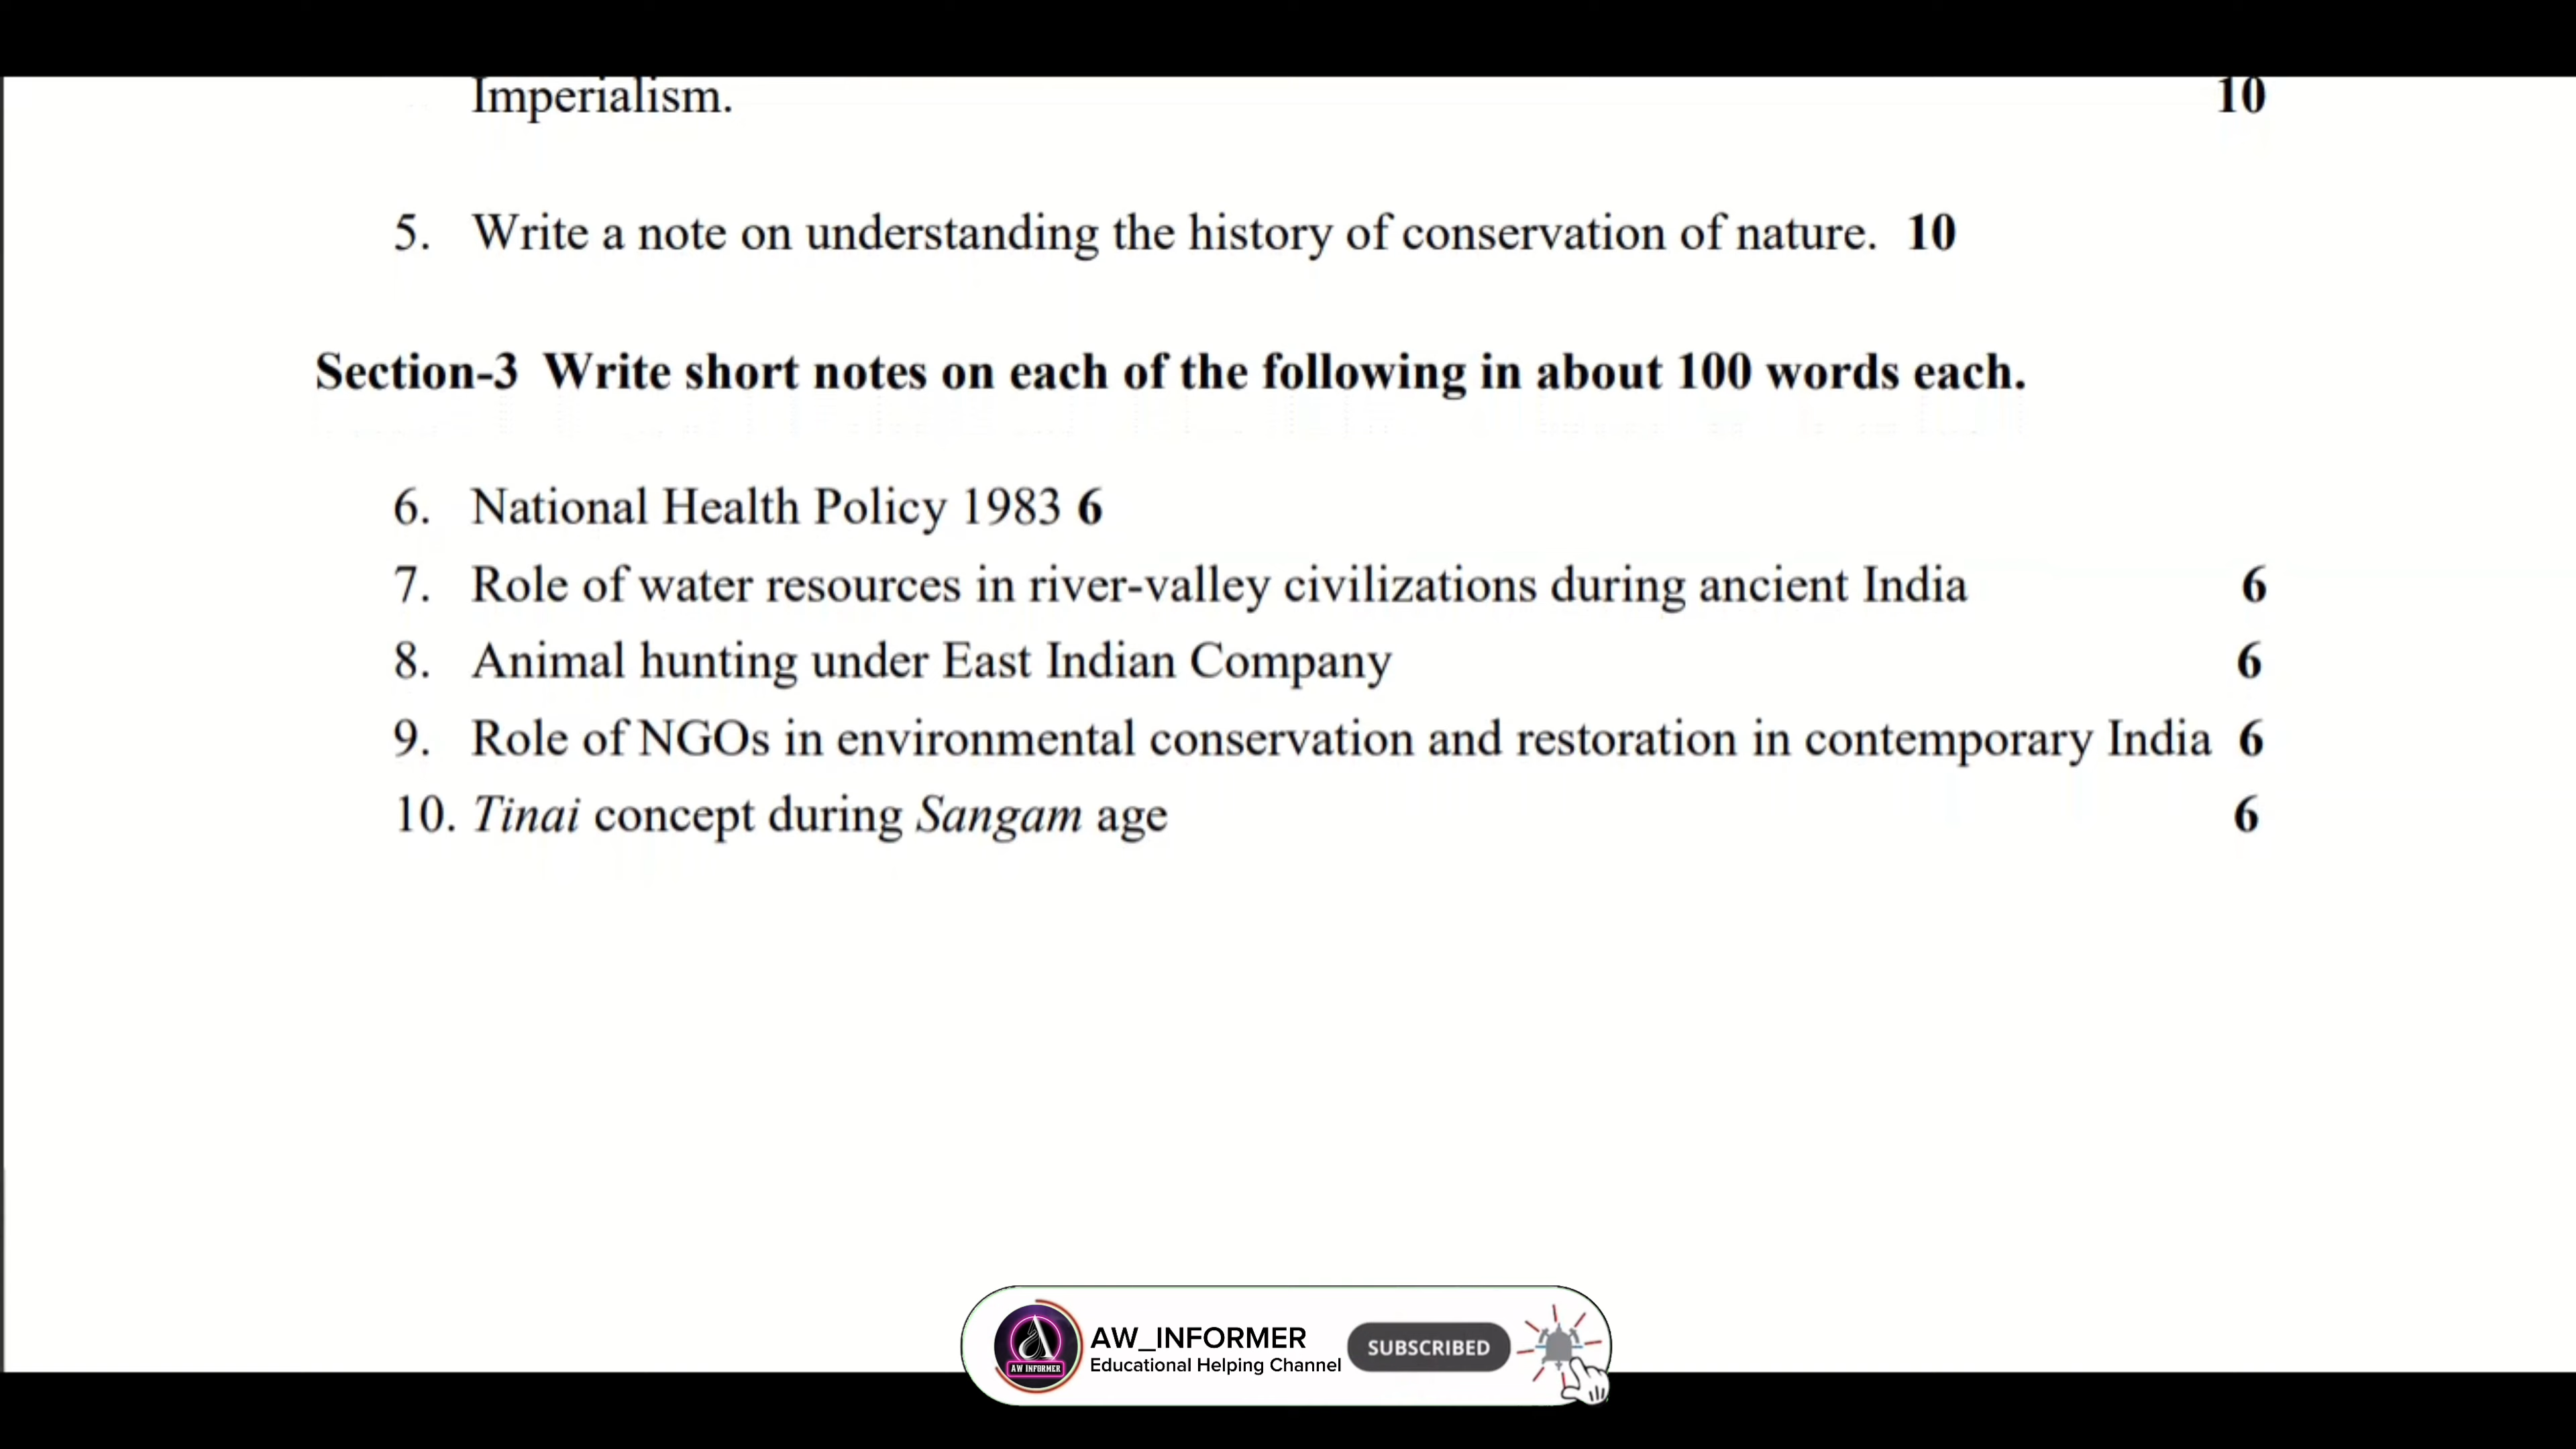 Imperialism. 10
5. Write a note on understanding the history of conservation of nature. 10
Section-3 Write short notes on each of the following in about 100 words each.
6. National Health Policy 1983 6
7. Role of water resources in river-valley civilizations during ancient India 6
8. Animal hunting under East Indian Company 6
9. Role of NGOs in environmental conservation and restoration in contemporary India 6
10. Tinai concept during Sangam age 6
AW INFORMER
AW_INFORMER
Educational Helping Channel
SUBSCRIBED